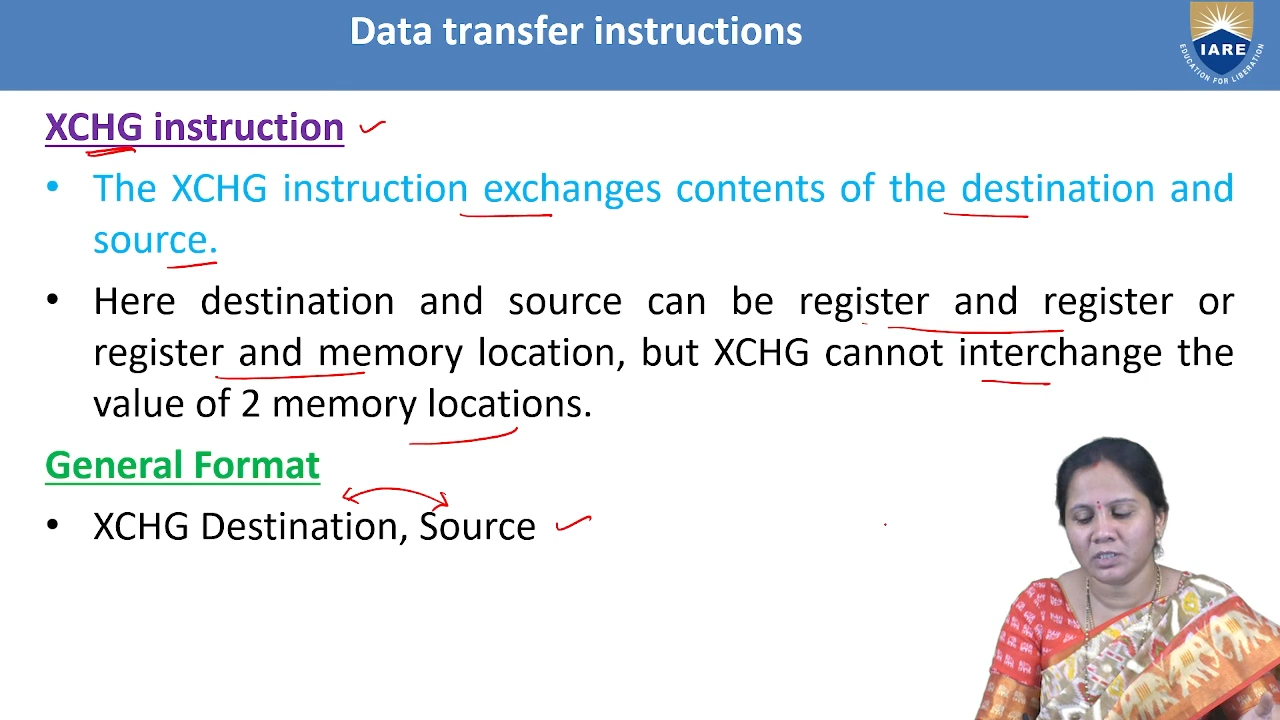 Data transfer instructions
IARE
EDUCATION FOR LIBERATION
XCHG instruction
• The XCHG instruction exchanges contents of the destination and
source.
• Here destination and source can be register and register or
register and memory location, but XCHG cannot interchange the
value of 2 memory locations.
General Format
• XCHG Destination, Source